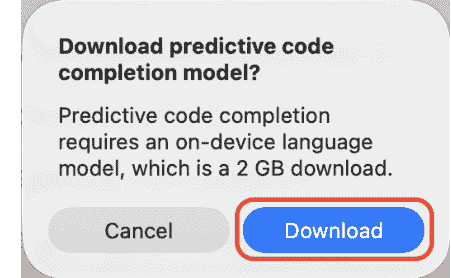 Download predictive code
completion model?
Predictive code completion
requires an on-device language
model, which is a 2 GB download.
Cancel
Download